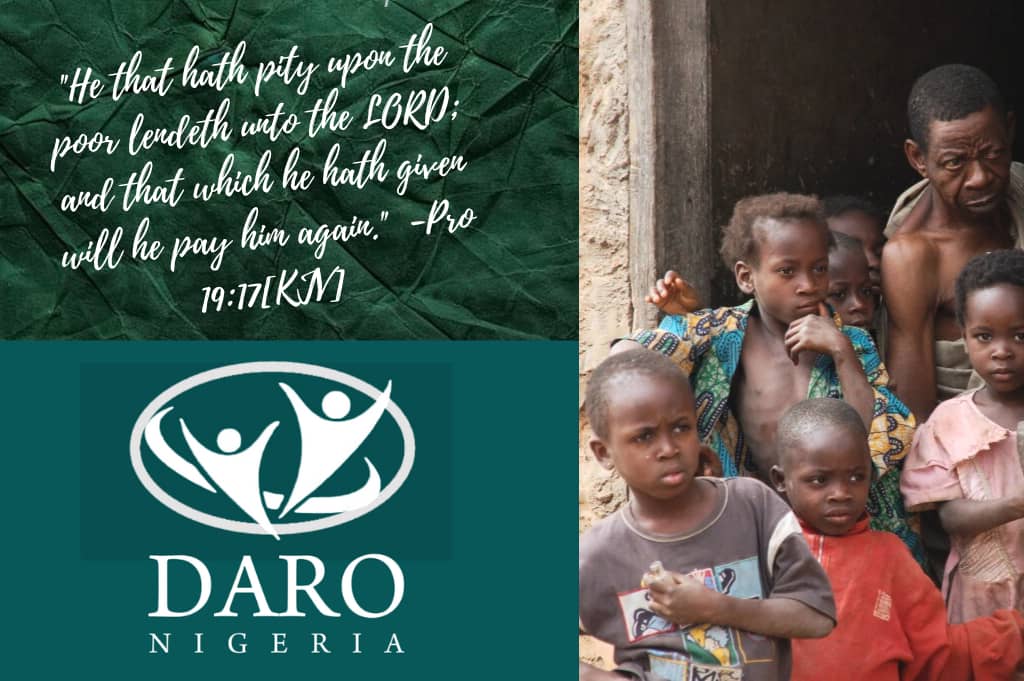 "He that hath pity upon the
poor lendeth unto the LORD;
and that which he hath given
will he pay him again." -Pro
19:17[KJV]
DARO
NIGERIA